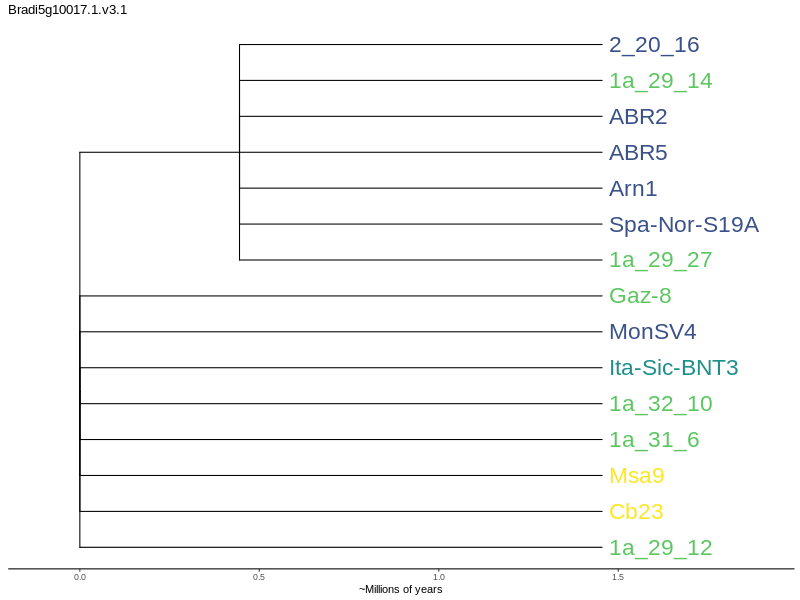 Bradi5g10017.1.v3.1
2_20_16
1a_29_14
ABR2
ABR5
Arn1
Spa-Nor-S19A
1a_29_27
Gaz-8
MonSV4
Ita-Sic-BNT3
1a_32_10
1a_31_6
Msa9
Cb23
1a_29_12
0.0 0.5 1.0 1.5
~Millions of years